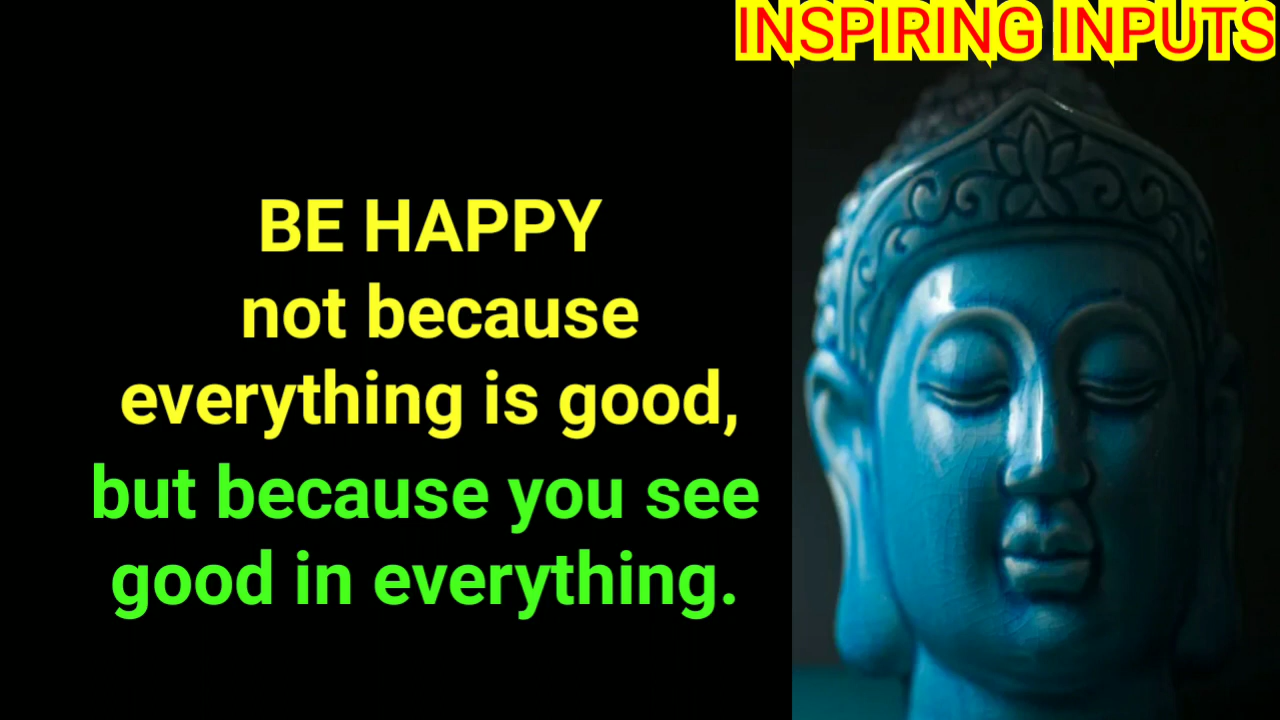 INSPIRING INPUTS
BE HAPPY
not because
everything is good,
but because you see
good in everything.